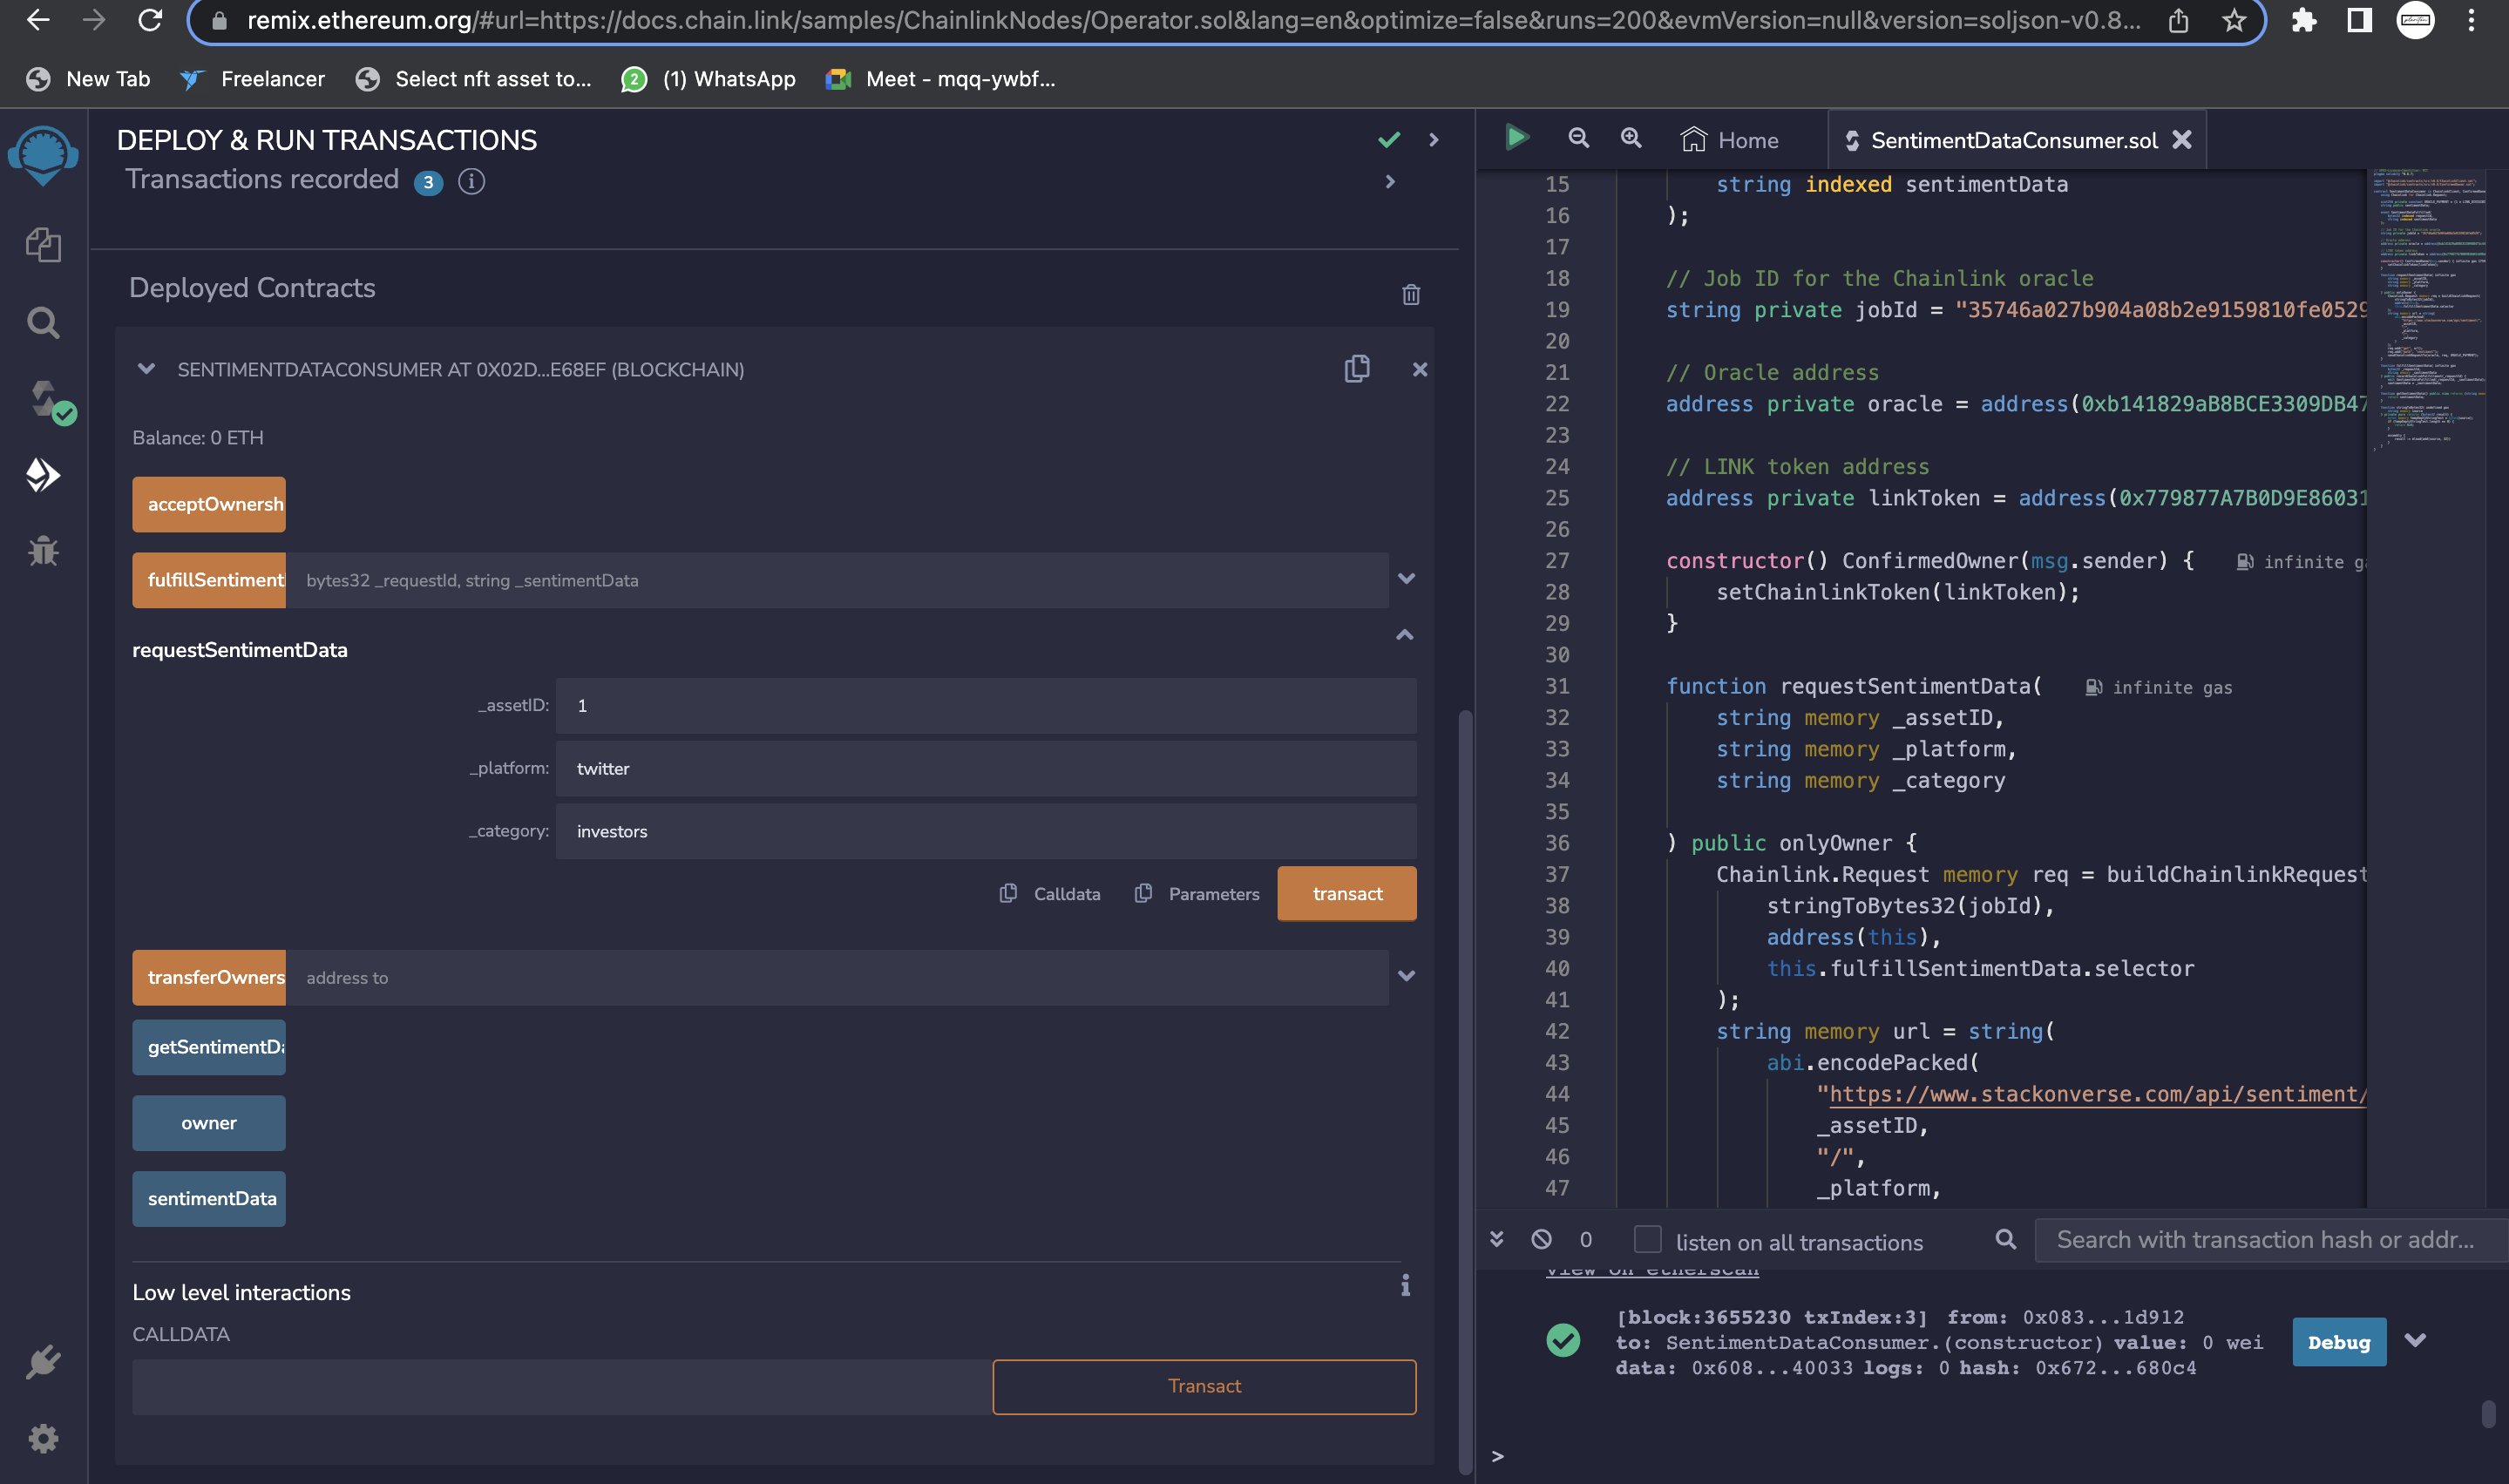 remix.ethereum.org/#url=https://docs.chain.link/samples/ChainlinkNodes/Operator.sol&lang=en&optimize=false&runs=200&evmVersion=null&version=soljson-v0.8...
New Tab
Freelancer
Select nft asset to...
2
(1) WhatsApp
Meet - mqq-ywbf...
DEPLOY & RUN TRANSACTIONS
Transactions recorded 3
Deployed Contracts
SENTIMENTDATACONSUMER AT 0X02D...E68EF (BLOCKCHAIN)
Balance: 0 ETH
acceptOwnersh
fulfillSentiment bytes32 _requestId, string _sentimentData
requestSentimentData
_assetID: 1
_platform: twitter
_category: investors
Calldata Parameters transact
transferOwners address to
getSentimentDa
owner
sentimentData
Low level interactions
CALLDATA
Transact
Home
SentimentDataConsumer.sol
15 string indexed sentimentData
16 );
17
18 // Job ID for the Chainlink oracle
19 string private jobId = "35746a027b904a08b2e9159810fe0529
20
21 // Oracle address
22 address private oracle = address(0xb141829aB8BCE3309DB47
23
24 // LINK token address
25 address private linkToken = address(0x779877A7B0D9E86031
26
27 constructor() ConfirmedOwner(msg.sender) { infinite ga
28 setChainlinkToken(linkToken);
29 }
30
31 function requestSentimentData( infinite gas
32 string memory _assetID,
33 string memory _platform,
34 string memory _category
35
36 ) public onlyOwner {
37 Chainlink.Request memory req = buildChainlinkRequest
38 stringToBytes32(jobId),
39 address(this),
40 this.fulfillSentimentData.selector
41 );
42 string memory url = string(
43 abi.encodePacked(
44 "https://www.stackonverse.com/api/sentiment/
45 _assetID,
46 "/",
47 _platform,
0 listen on all transactions
Search with transaction hash or addr...
view on etherscan
[block:3655230 txIndex:3] from: 0x083...1d912
to: SentimentDataConsumer.(constructor) value: 0 wei
data: 0x608...40033 logs: 0 hash: 0x672...680c4
Debug
>